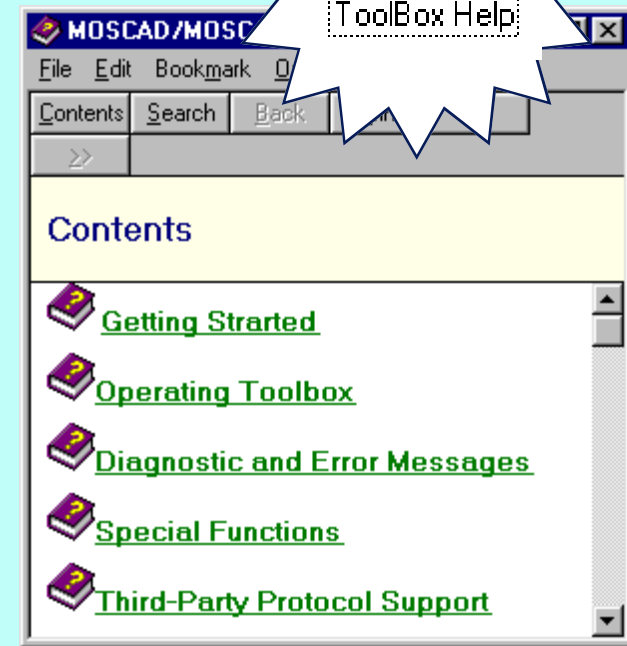 ToolBox Help
MOSCAD/MOSC
File Edit Bookmark O
Contents Search Back
>>
Contents
Getting Strarted
Operating Toolbox
Diagnostic and Error Messages
Special Functions
Third-Party Protocol Support